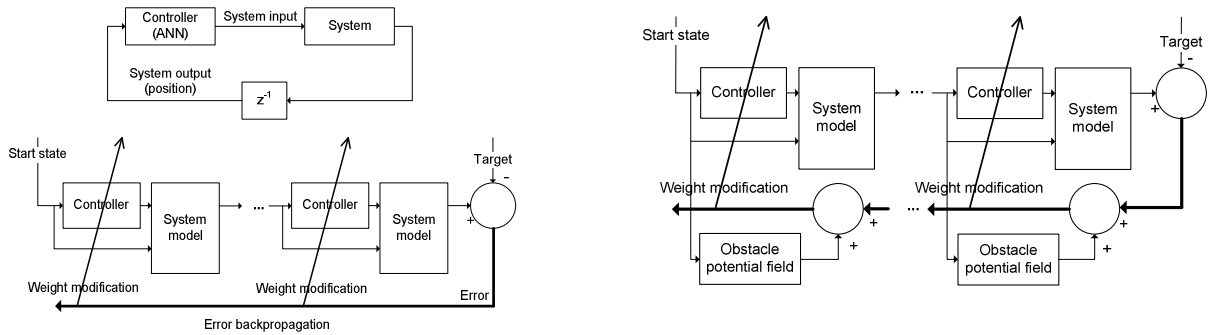 Controller
(ANN)
System input
System
System output
(position)
z-1
Start state
Target
-
Controller
System
model
...
Controller
System
model
+
Weight modification
Weight modification
Error
Error backpropagation
Start state
Target
-
Controller
System
model
...
Controller
System
model
+
Weight modification
+
...
Weight modification
+
Obstacle
potential field
+
Obstacle
potential field
+